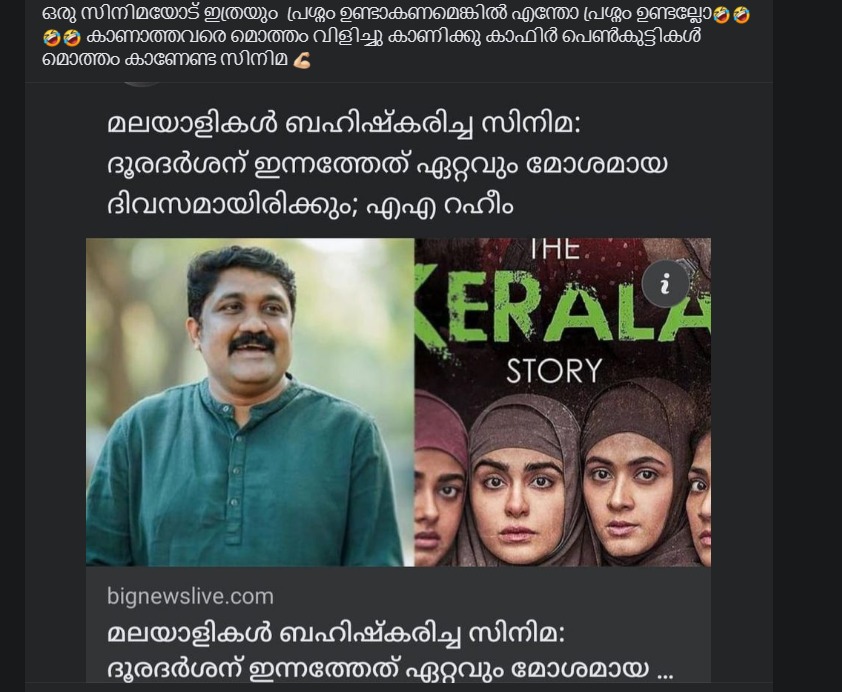 ഒരു സിനിമയോട് ഇത്രയും പ്രശ്നം ഉണ്ടാകണമെങ്കിൽ എന്തോ പ്രശ്നം ഉണ്ടല്ലോ🤣🤣
🤣🤣 കാണാത്തവരെ മൊത്തം വിളിച്ചു കാണിക്കു കാഫിർ പെൺകുട്ടികൾ
മൊത്തം കാണേണ്ട സിനിമ 💪🏻
മലയാളികൾ ബഹിഷ്കരിച്ച സിനിമ:
ദൂരദർശന് ഇന്നത്തേത് ഏറ്റവും മോശമായ
ദിവസമായിരിക്കും; എഎ റഹീം
THE
KERALA
STORY
bignewslive.com
മലയാളികൾ ബഹിഷ്കരിച്ച സിനിമ:
ദൂരദർശന് ഇന്നത്തേത് ഏറ്റവും മോശമായ ...